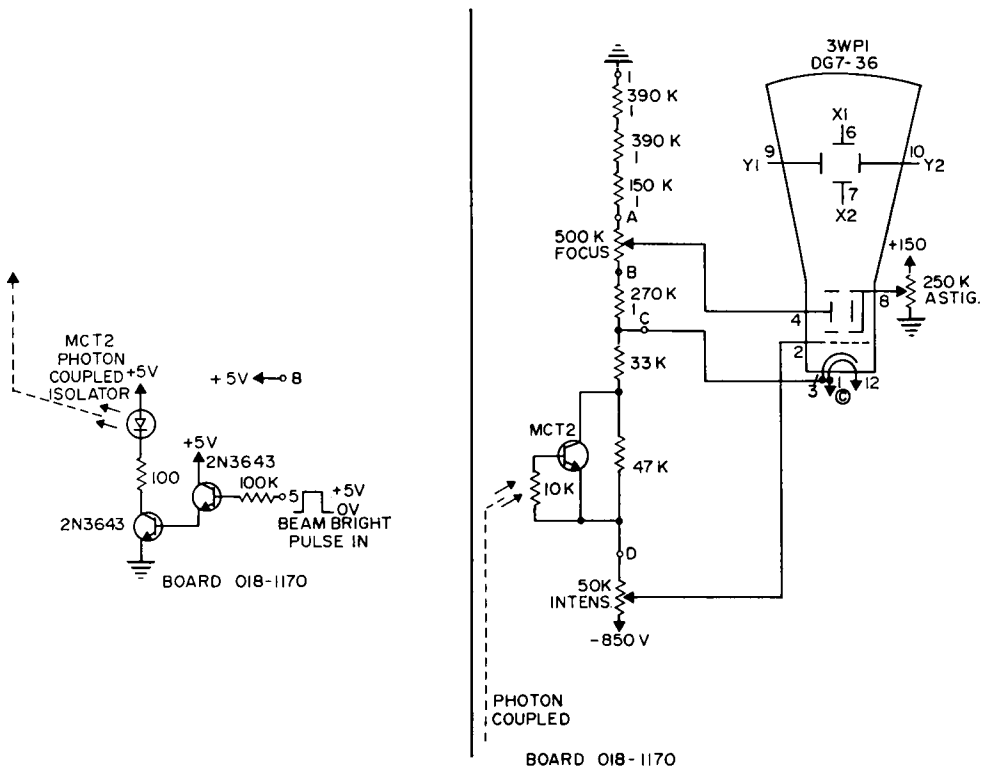 MCT2
PHOTON
COUPLED
ISOLATOR
+5V
+5V
8
+5V
2N3643
100
100K
5
+5V
0V
BEAM BRIGHT
PULSE IN
2N3643
BOARD 018-1170
1
390 K
1
390 K
1
150 K
1
A
500 K
FOCUS
B
270 K
1
C
33 K
MCT2
10K
47 K
D
50K
INTENS.
-850 V
PHOTON
COUPLED
BOARD 018-1170
3WP1
DG7-36
X1
6
9
Y1
10
Y2
7
X2
+150
250 K
ASTIG.
8
4
2
3
1
12
©